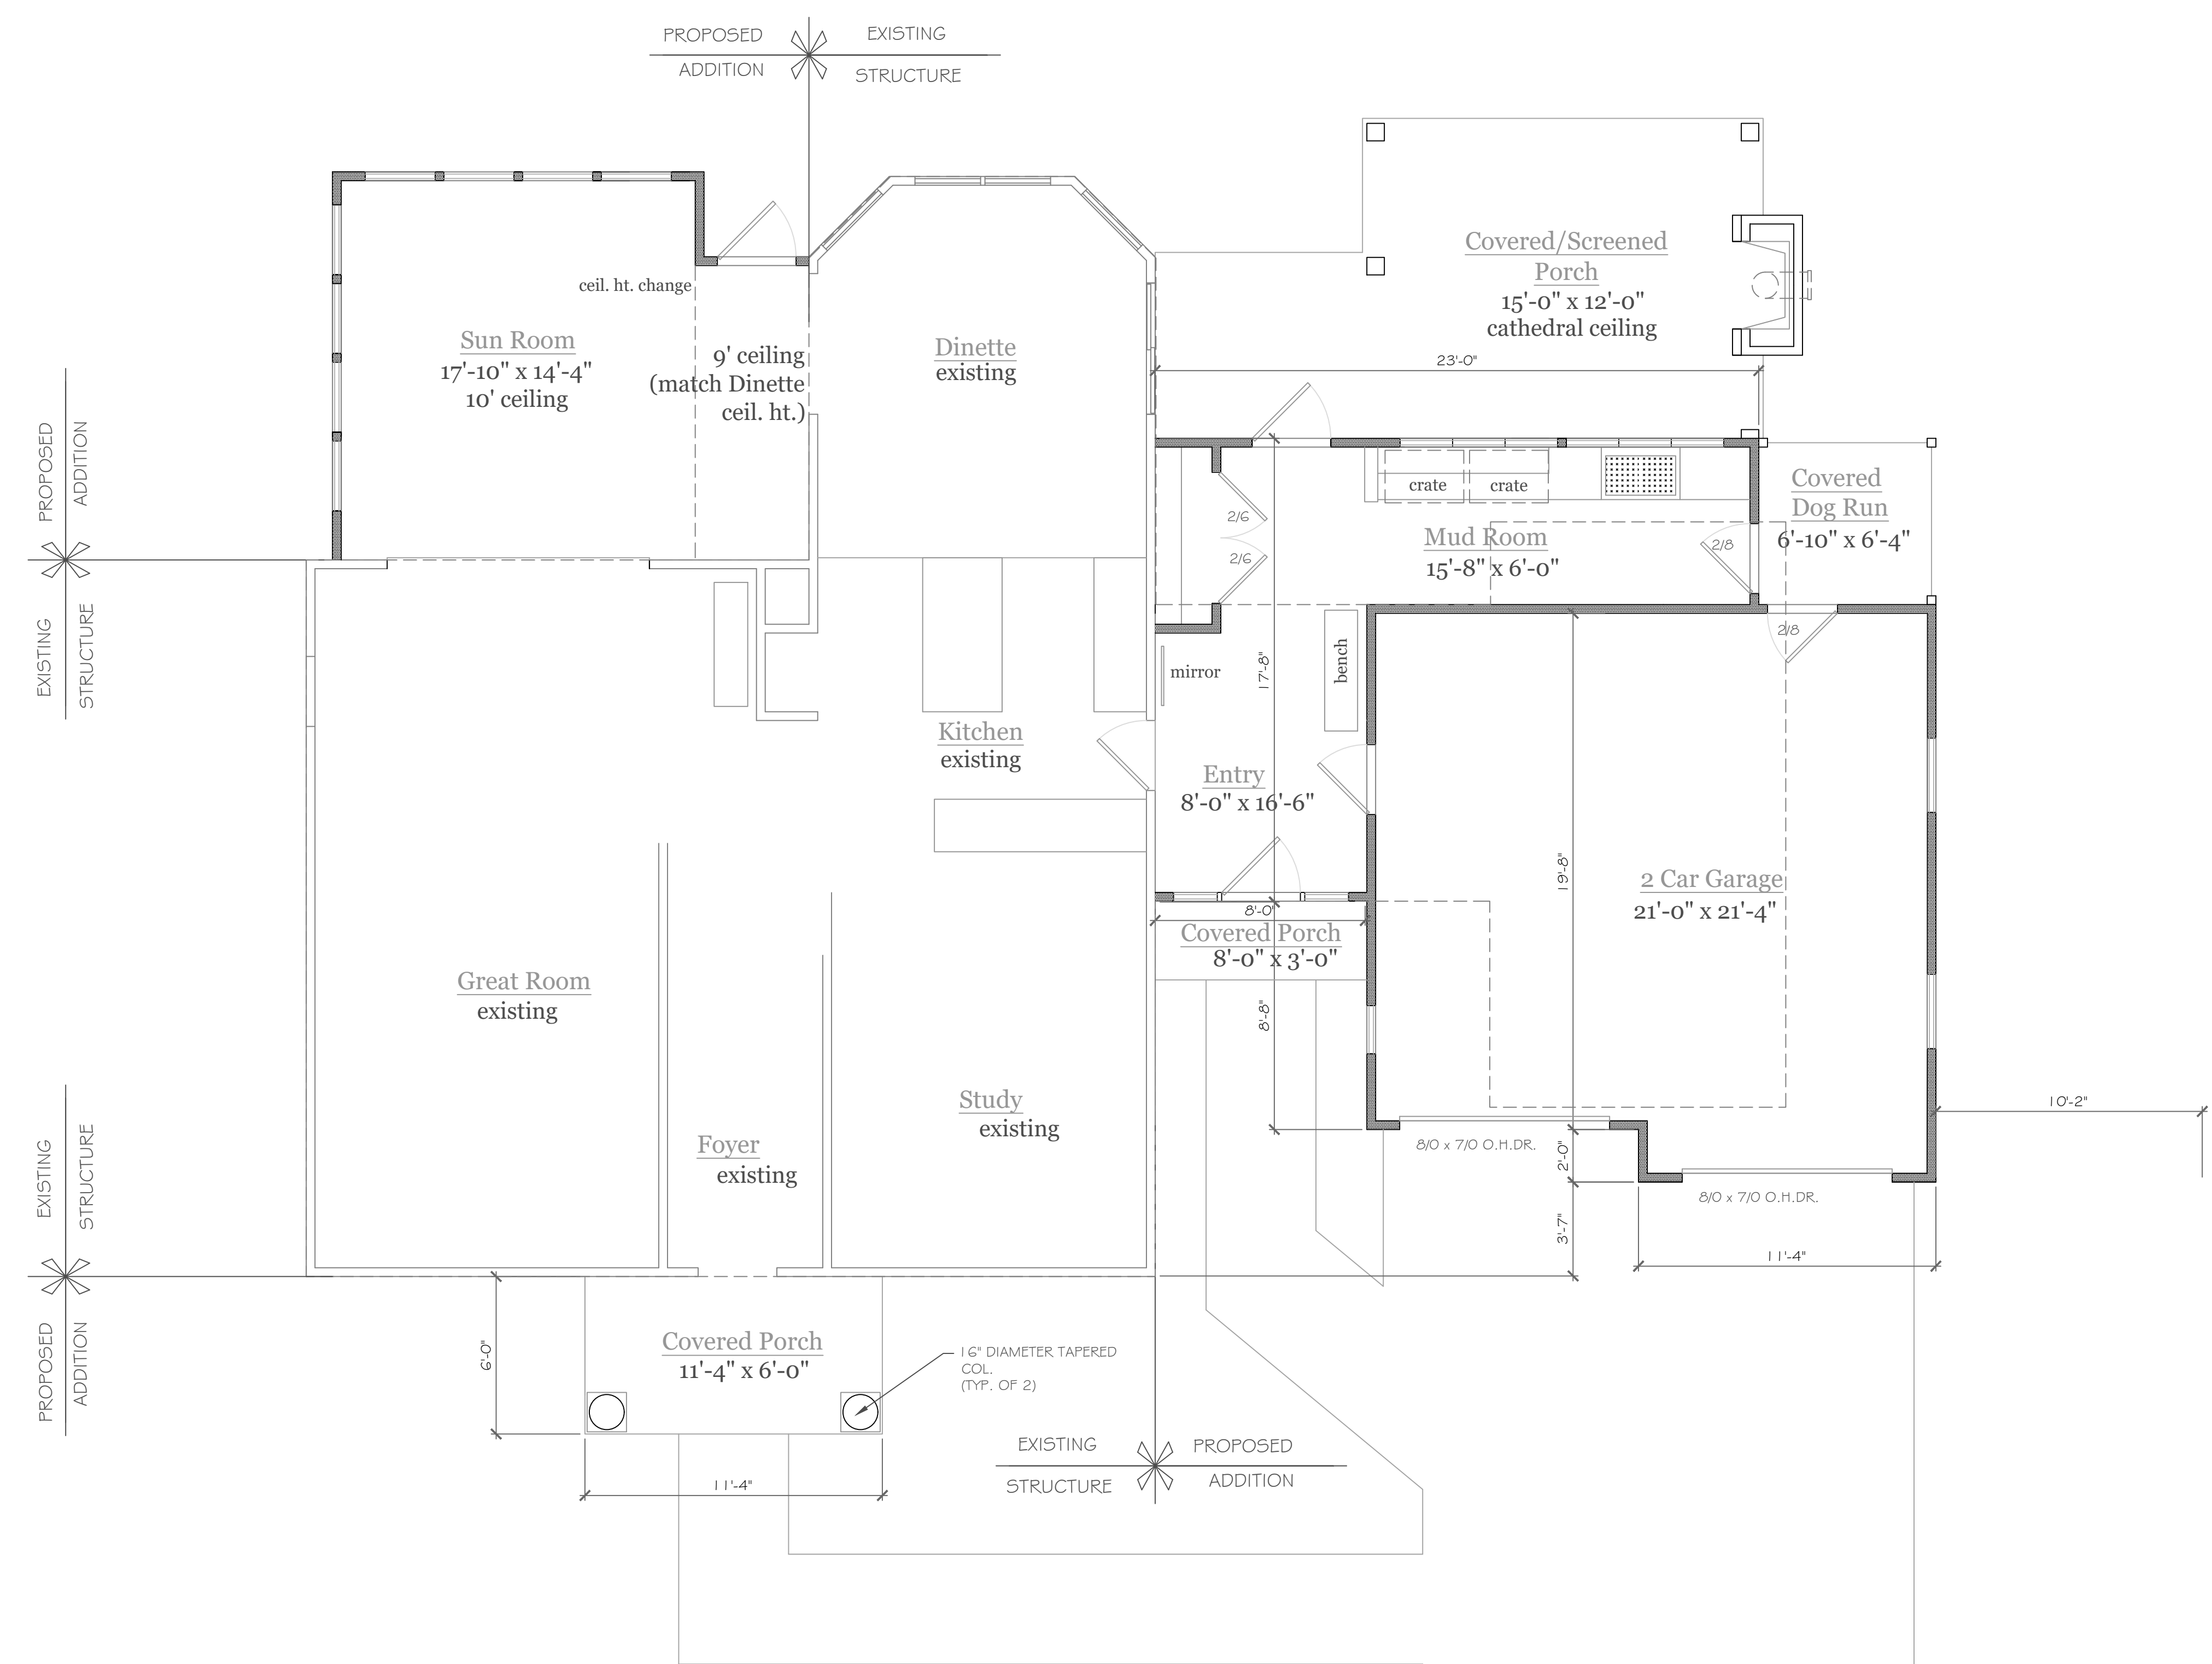 PROPOSED
ADDITION
EXISTING
STRUCTURE
ceil. ht. change
Sun Room
17'-10" x 14'-4"
10' ceiling
9' ceiling
(match Dinette
ceil. ht.)
Dinette
existing
Covered/Screened
Porch
15'-0" x 12'-0"
cathedral ceiling
23'-0"
PROPOSED
ADDITION
EXISTING
STRUCTURE
crate
crate
2/6
2/6
Mud Room
15'-8" x 6'-0"
2/8
Covered
Dog Run
6'-10" x 6'-4"
2/8
mirror
17'-8"
bench
Kitchen
existing
Entry
8'-0" x 16'-6"
19'-8"
2 Car Garage
21'-0" x 21'-4"
8'-0"
Covered Porch
8'-0" x 3'-0"
8'-8"
Great Room
existing
Study
existing
Foyer
existing
8/0 x 7/0 O.H.DR.
2'-0"
8/0 x 7/0 O.H.DR.
3'-7"
11'-4"
10'-2"
EXISTING
STRUCTURE
PROPOSED
ADDITION
6'-0"
Covered Porch
11'-4" x 6'-0"
16" DIAMETER TAPERED
COL.
(TYP. OF 2)
11'-4"
EXISTING
STRUCTURE
PROPOSED
ADDITION